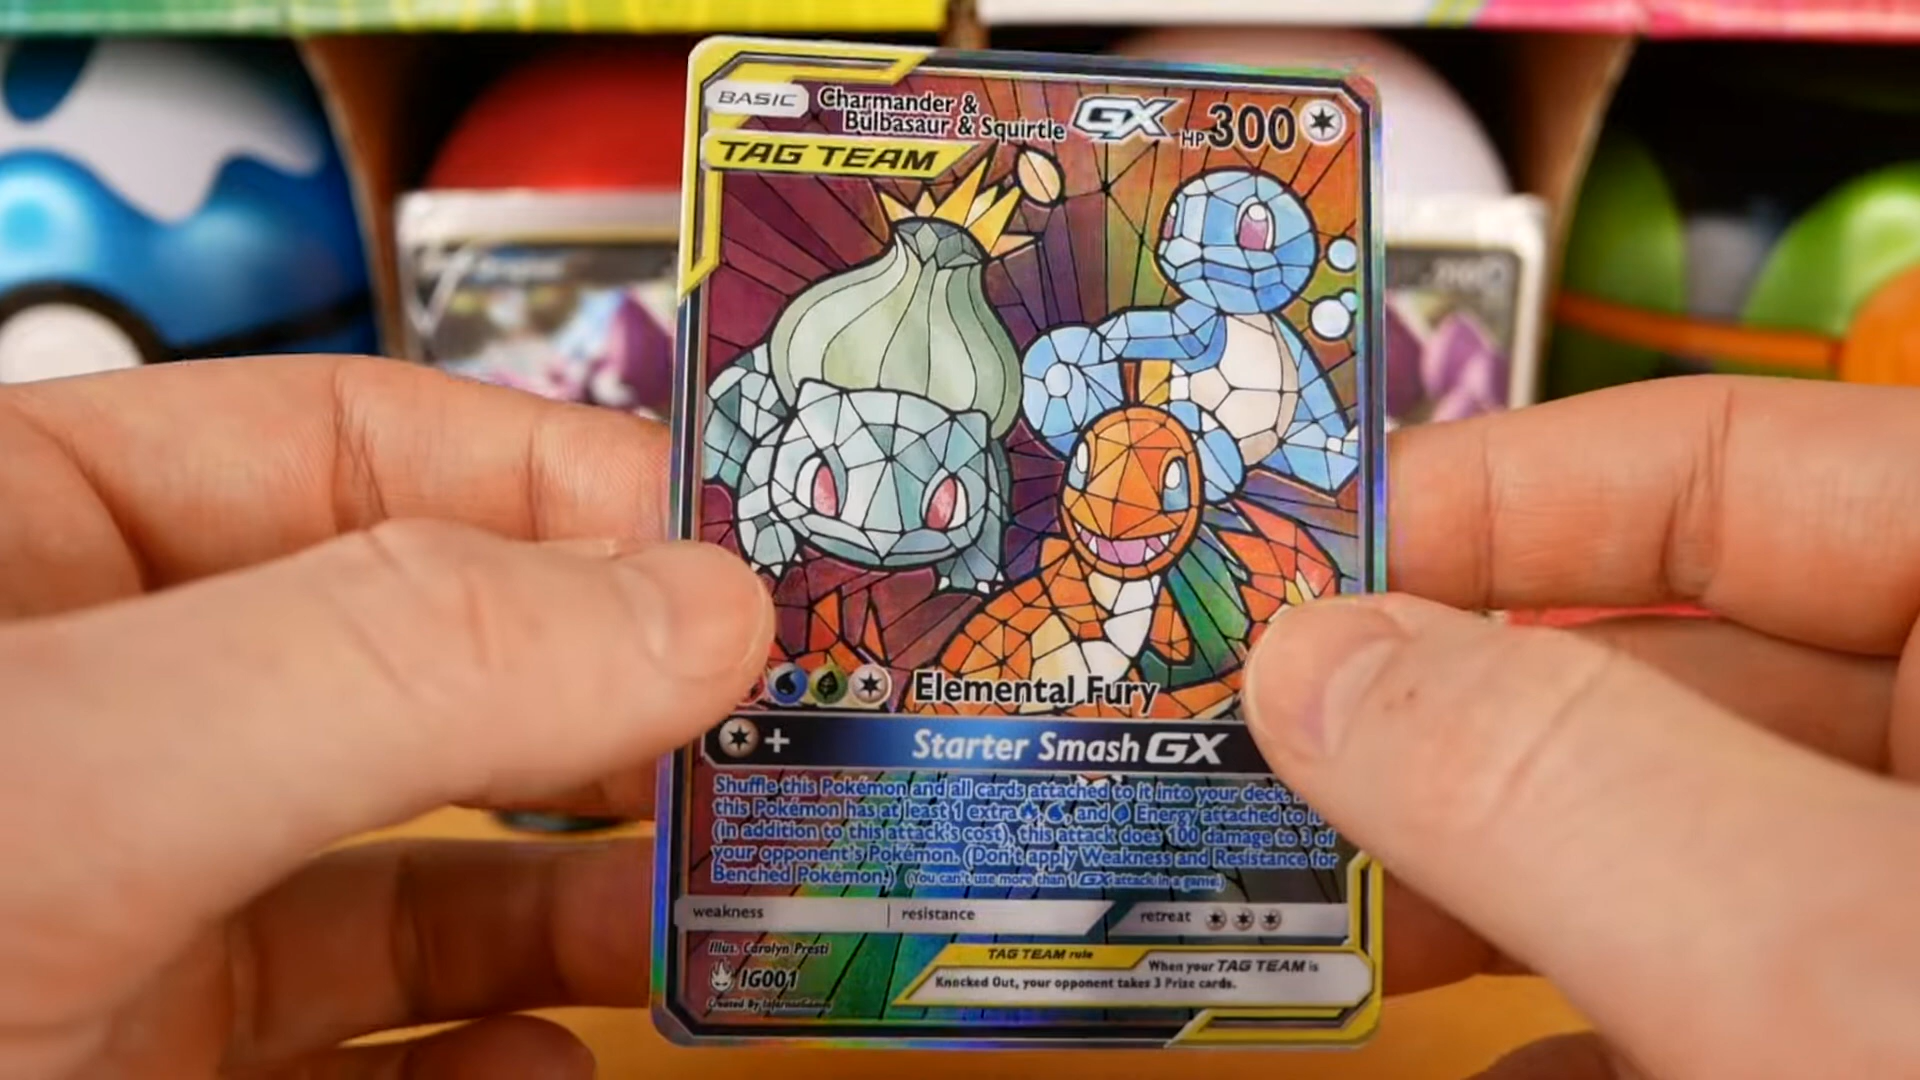 BASIC
Charmander &
Bulbasaur & Squirtle GX HP300
TAG TEAM
Elemental Fury
+ Starter Smash GX
Shuffle this Pokémon and all cards attached to it into your deck.
this Pokémon has at least 1 extra , , and Energy attached to it
(in addition to this attack's cost), this attack does 100 damage to 3 of
your opponent's Pokémon. (Don't apply Weakness and Resistance for
Benched Pokémon.) (You can't use more than 1 GX attack in a game.)
weakness resistance retreat
Illus. Carolyn Presti
IG001
Created By InfernoGames
TAG TEAM rule
When your TAG TEAM is
Knocked Out, your opponent takes 3 Prize cards.